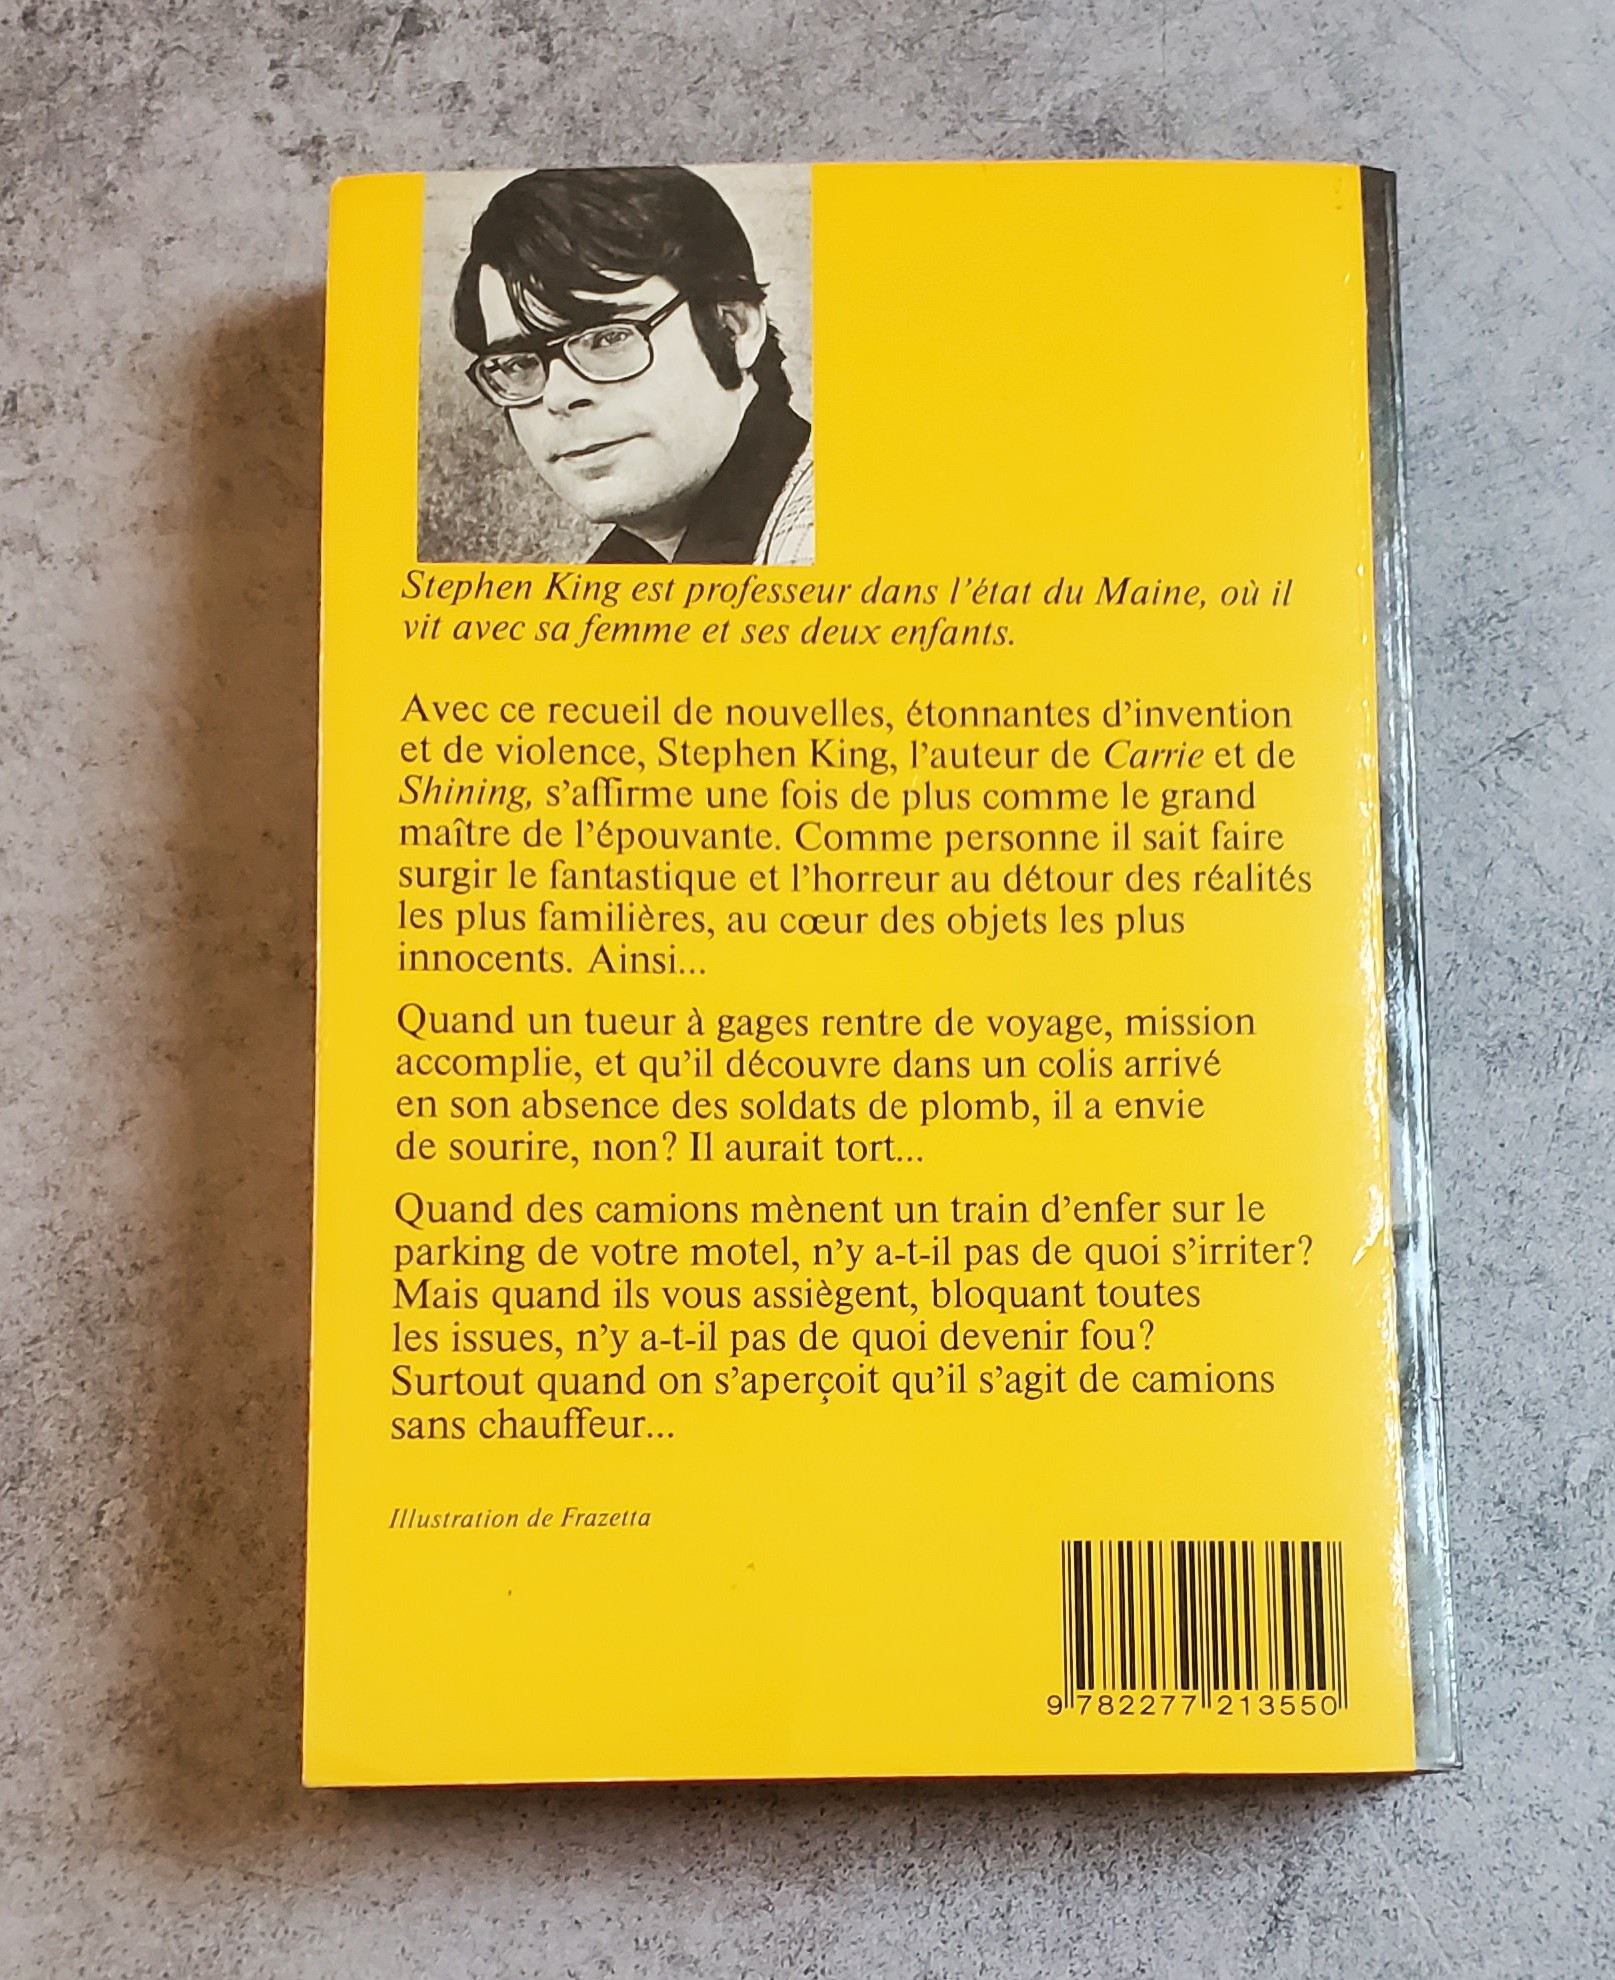 Stephen King est professeur dans l'état du Maine, où il
vit avec sa femme et ses deux enfants.
Avec ce recueil de nouvelles, étonnantes d'invention
et de violence, Stephen King, l'auteur de Carrie et de
Shining, s'affirme une fois de plus comme le grand
maître de l'épouvante. Comme personne il sait faire
surgir le fantastique et l'horreur au détour des réalités
les plus familières, au cœur des objets les plus
innocents. Ainsi...
Quand un tueur à gages rentre de voyage, mission
accomplie, et qu'il découvre dans un colis arrivé
en son absence des soldats de plomb, il a envie
de sourire, non? Il aurait tort...
Quand des camions mènent un train d'enfer sur le
parking de votre motel, n'y a-t-il pas de quoi s'irriter?
Mais quand ils vous assiègent, bloquant toutes
les issues, n'y a-t-il pas de quoi devenir fou?
Surtout quand on s'aperçoit qu'il s'agit de camions
sans chauffeur...
Illustration de Frazetta
9 782277 213550